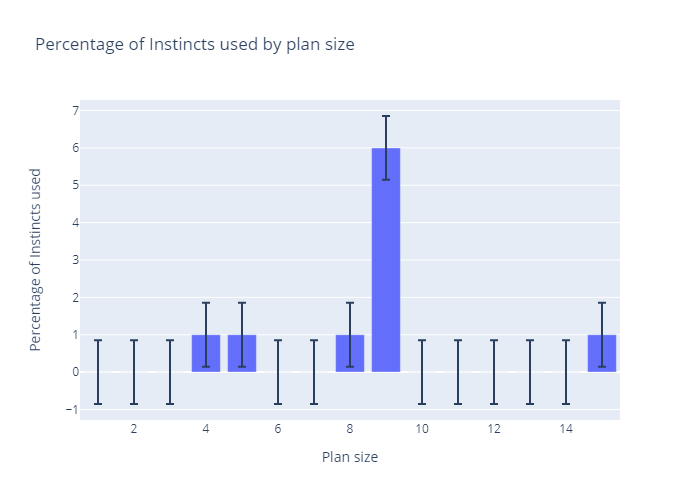 Percentage of Instincts used by plan size
Percentage of Instincts used
7
6
5
4
3
2
1
0
−1
2 4 6 8 10 12 14
Plan size